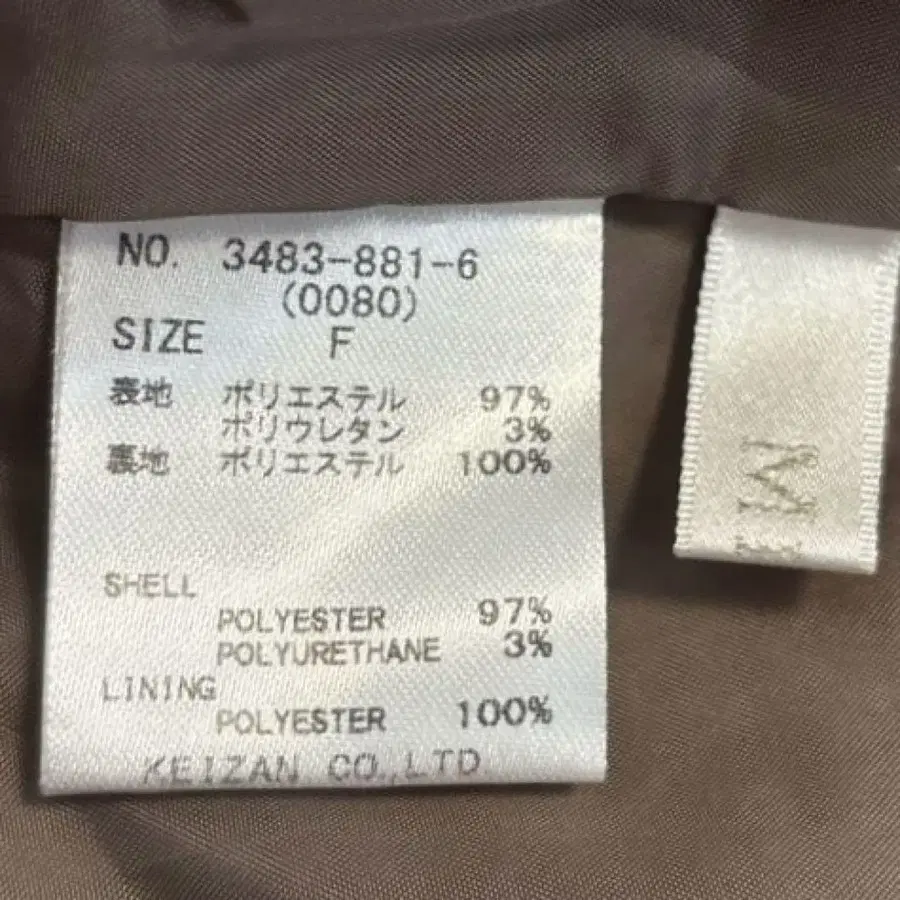 NO. 3483-881-6
(0080)
SIZE F
表地 ポリエステル 97%
ポリウレタン 3%
裏地 ポリエステル 100%
SHELL
POLYESTER 97%
POLYURETHANE 3%
LINING
POLYESTER 100%
KEIZAN CO.,LTD
M